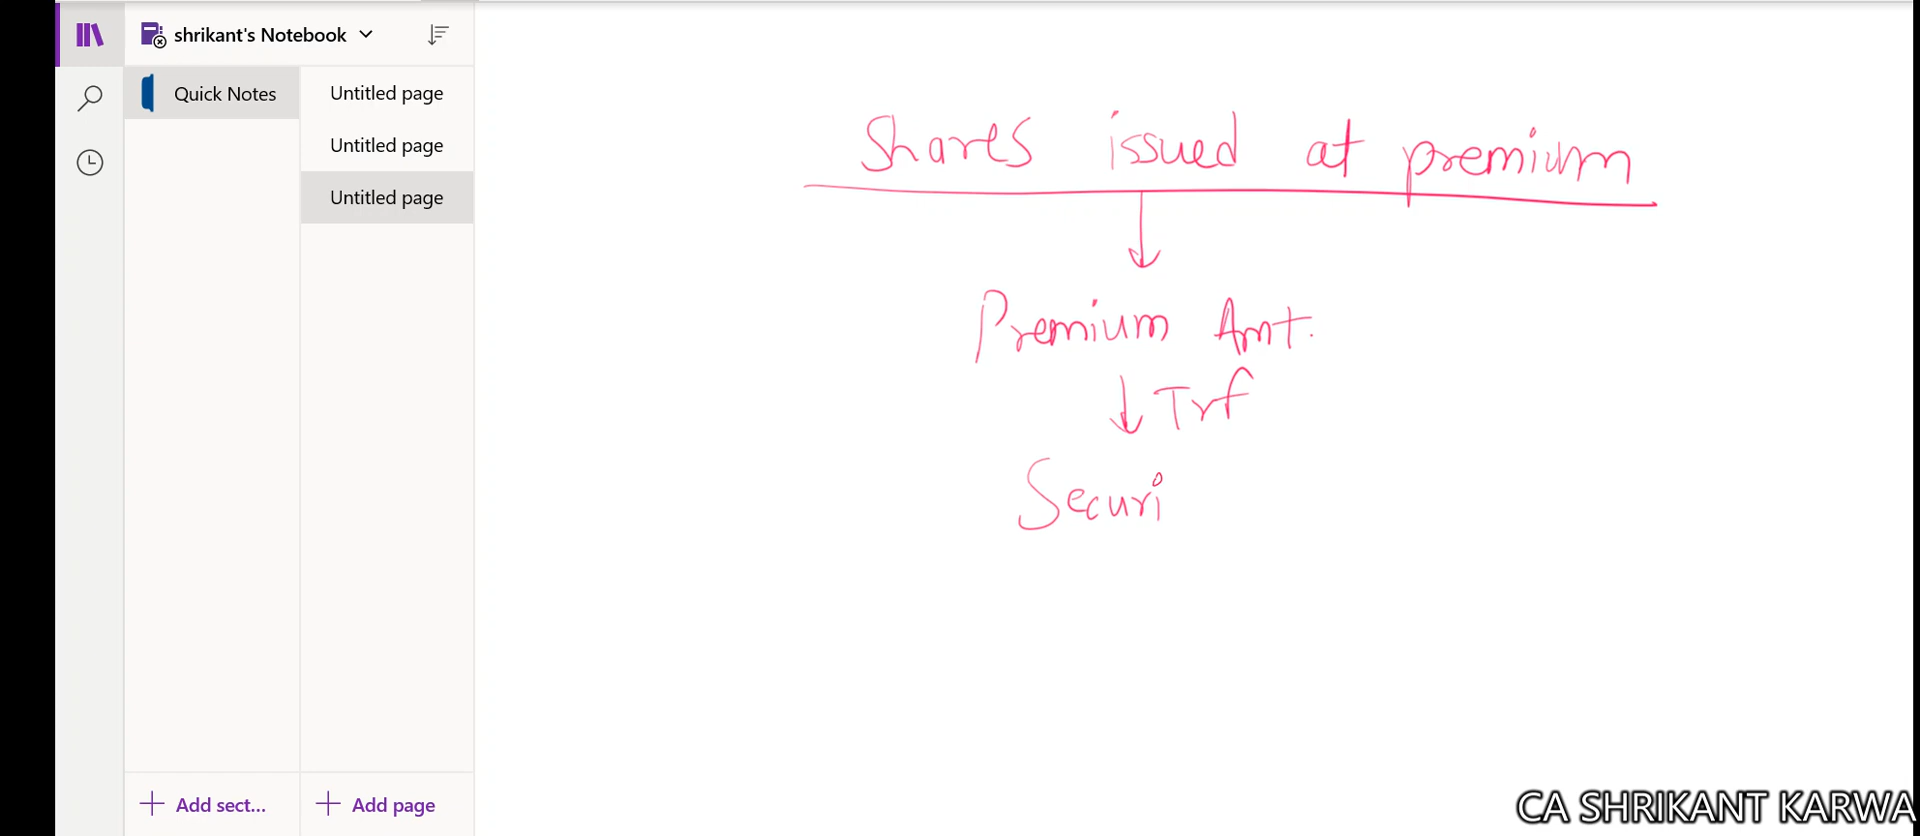 shrikant's Notebook
Quick Notes
Untitled page
Untitled page
Untitled page
Shares issued at premium
Premium Amt.
Trf
Securi
Add sect...
Add page
CA SHRIKANT KARWA